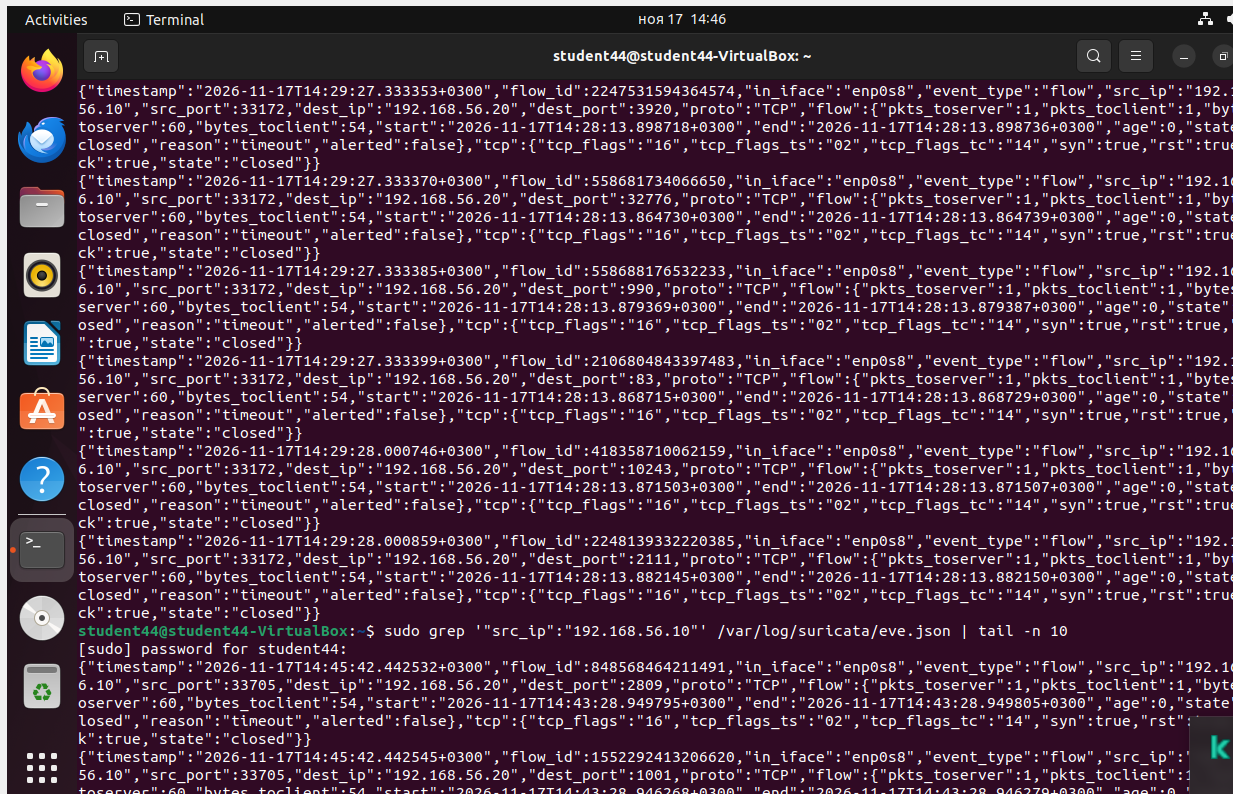 Activities
Terminal
ноя 17 14:46
student44@student44-VirtualBox: ~
{"timestamp":"2026-11-17T14:29:27.333353+0300","flow_id":2247531594364574,"in_iface":"enp0s8","event_type":"flow","src_ip":"192.1
56.10","src_port":33172,"dest_ip":"192.168.56.20","dest_port":3920,"proto":"TCP","flow":{"pkts_toserver":1,"pkts_toclient":1,"byt
toserver":60,"bytes_toclient":54,"start":"2026-11-17T14:28:13.898718+0300","end":"2026-11-17T14:28:13.898736+0300","age":0,"state
closed","reason":"timeout","alerted":false},"tcp":{"tcp_flags":"16","tcp_flags_ts":"02","tcp_flags_tc":"14","syn":true,"rst":true
ck":true,"state":"closed"}}
{"timestamp":"2026-11-17T14:29:27.333370+0300","flow_id":558681734066650,"in_iface":"enp0s8","event_type":"flow","src_ip":"192.16
6.10","src_port":33172,"dest_ip":"192.168.56.20","dest_port":32776,"proto":"TCP","flow":{"pkts_toserver":1,"pkts_toclient":1,"byt
toserver":60,"bytes_toclient":54,"start":"2026-11-17T14:28:13.864730+0300","end":"2026-11-17T14:28:13.864739+0300","age":0,"state
closed","reason":"timeout","alerted":false},"tcp":{"tcp_flags":"16","tcp_flags_ts":"02","tcp_flags_tc":"14","syn":true,"rst":true
ck":true,"state":"closed"}}
{"timestamp":"2026-11-17T14:29:27.333385+0300","flow_id":558688176532233,"in_iface":"enp0s8","event_type":"flow","src_ip":"192.16
6.10","src_port":33172,"dest_ip":"192.168.56.20","dest_port":990,"proto":"TCP","flow":{"pkts_toserver":1,"pkts_toclient":1,"bytes
server":60,"bytes_toclient":54,"start":"2026-11-17T14:28:13.879369+0300","end":"2026-11-17T14:28:13.879387+0300","age":0,"state"
osed","reason":"timeout","alerted":false},"tcp":{"tcp_flags":"16","tcp_flags_ts":"02","tcp_flags_tc":"14","syn":true,"rst":true,"
":true,"state":"closed"}}
{"timestamp":"2026-11-17T14:29:27.333399+0300","flow_id":2106804843397483,"in_iface":"enp0s8","event_type":"flow","src_ip":"192.1
56.10","src_port":33172,"dest_ip":"192.168.56.20","dest_port":83,"proto":"TCP","flow":{"pkts_toserver":1,"pkts_toclient":1,"bytes
server":60,"bytes_toclient":54,"start":"2026-11-17T14:28:13.868715+0300","end":"2026-11-17T14:28:13.868729+0300","age":0,"state"
osed","reason":"timeout","alerted":false},"tcp":{"tcp_flags":"16","tcp_flags_ts":"02","tcp_flags_tc":"14","syn":true,"rst":true,"
":true,"state":"closed"}}
{"timestamp":"2026-11-17T14:29:28.000746+0300","flow_id":418358710062159,"in_iface":"enp0s8","event_type":"flow","src_ip":"192.16
6.10","src_port":33172,"dest_ip":"192.168.56.20","dest_port":10243,"proto":"TCP","flow":{"pkts_toserver":1,"pkts_toclient":1,"byt
toserver":60,"bytes_toclient":54,"start":"2026-11-17T14:28:13.871503+0300","end":"2026-11-17T14:28:13.871507+0300","age":0,"state
closed","reason":"timeout","alerted":false},"tcp":{"tcp_flags":"16","tcp_flags_ts":"02","tcp_flags_tc":"14","syn":true,"rst":true
ck":true,"state":"closed"}}
{"timestamp":"2026-11-17T14:29:28.000859+0300","flow_id":2248139332220385,"in_iface":"enp0s8","event_type":"flow","src_ip":"192.1
56.10","src_port":33172,"dest_ip":"192.168.56.20","dest_port":2111,"proto":"TCP","flow":{"pkts_toserver":1,"pkts_toclient":1,"byt
toserver":60,"bytes_toclient":54,"start":"2026-11-17T14:28:13.882145+0300","end":"2026-11-17T14:28:13.882150+0300","age":0,"state
closed","reason":"timeout","alerted":false},"tcp":{"tcp_flags":"16","tcp_flags_ts":"02","tcp_flags_tc":"14","syn":true,"rst":true
ck":true,"state":"closed"}}
student44@student44-VirtualBox:~$ sudo grep '"src_ip":"192.168.56.10"' /var/log/suricata/eve.json | tail -n 10
[sudo] password for student44:
{"timestamp":"2026-11-17T14:45:42.442532+0300","flow_id":848568464211491,"in_iface":"enp0s8","event_type":"flow","src_ip":"192.16
6.10","src_port":33705,"dest_ip":"192.168.56.20","dest_port":2809,"proto":"TCP","flow":{"pkts_toserver":1,"pkts_toclient":1,"byte
oserver":60,"bytes_toclient":54,"start":"2026-11-17T14:43:28.949795+0300","end":"2026-11-17T14:43:28.949805+0300","age":0,"state"
losed","reason":"timeout","alerted":false},"tcp":{"tcp_flags":"16","tcp_flags_ts":"02","tcp_flags_tc":"14","syn":true,"rst":
k":true,"state":"closed"}}
{"timestamp":"2026-11-17T14:45:42.442545+0300","flow_id":1552292413206620,"in_iface":"enp0s8","event_type":"flow","src_ip":"
56.10","src_port":33705,"dest_ip":"192.168.56.20","dest_port":1001,"proto":"TCP","flow":{"pkts_toserver":1,"pkts_toclient":1
toserver":60,"bytes_toclient":54,"start":"2026-11-17T14:43:28.946268+0300","end":"2026-11-17T14:43:28.946279+0300","age":0,"
k